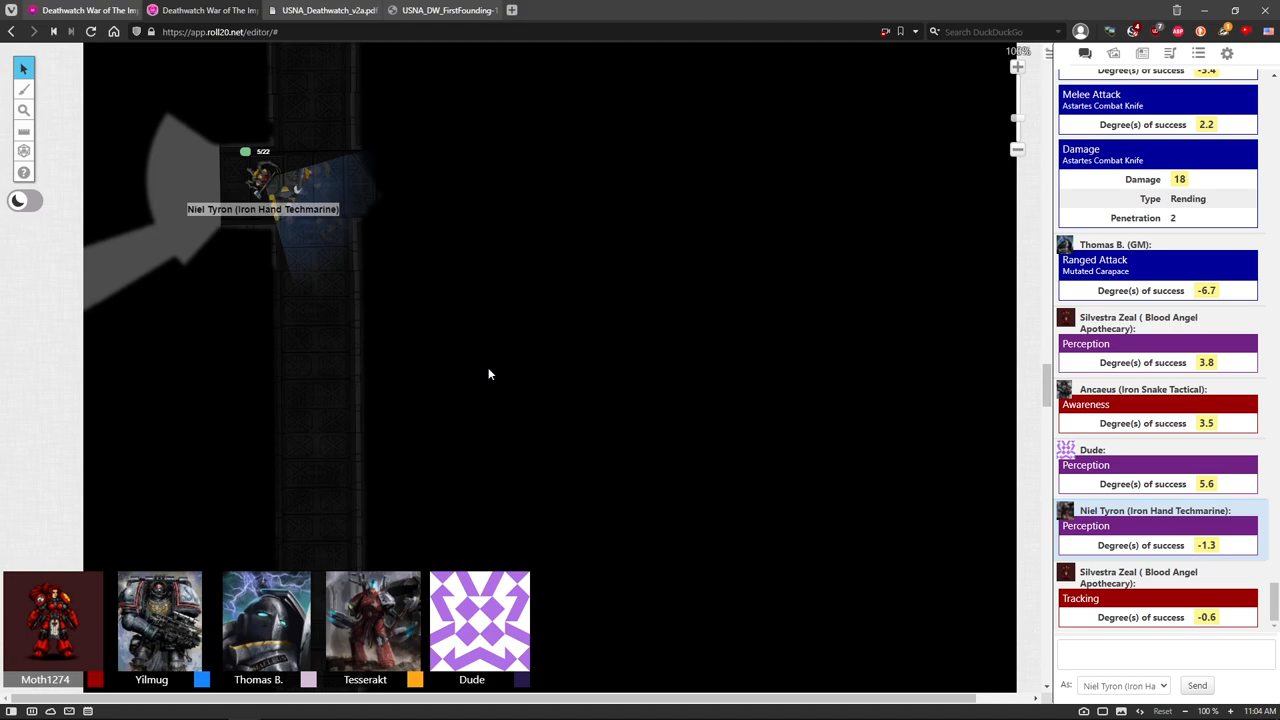 Deathwatch War of The Im
Deathwatch War of The Im
USNA_Deathwatch_v2a.pdf
USNA_DW_FirstFounding-1
https://app.roll20.net/editor/#
Search DuckDuckGo
100%
5/22
Niel Tyron (Iron Hand Techmarine)
Degree(s) of success -3.4
Melee Attack
Astartes Combat Knife
Degree(s) of success 2.2
Damage
Astartes Combat Knife
Damage 18
Type Rending
Penetration 2
Thomas B. (GM):
Ranged Attack
Mutated Carapace
Degree(s) of success -6.7
Silvestra Zeal ( Blood Angel
Apothecary):
Perception
Degree(s) of success 3.8
Ancaeus (Iron Snake Tactical):
Awareness
Degree(s) of success 3.5
Dude:
Perception
Degree(s) of success 5.6
Niel Tyron (Iron Hand Techmarine):
Perception
Degree(s) of success -1.3
Silvestra Zeal ( Blood Angel
Apothecary):
Tracking
Degree(s) of success -0.6
As: Niel Tyron (Iron Ha
Send
Moth1274
Yilmug
Thomas B.
Tesserakt
Dude
Reset
100 %
11:04 AM